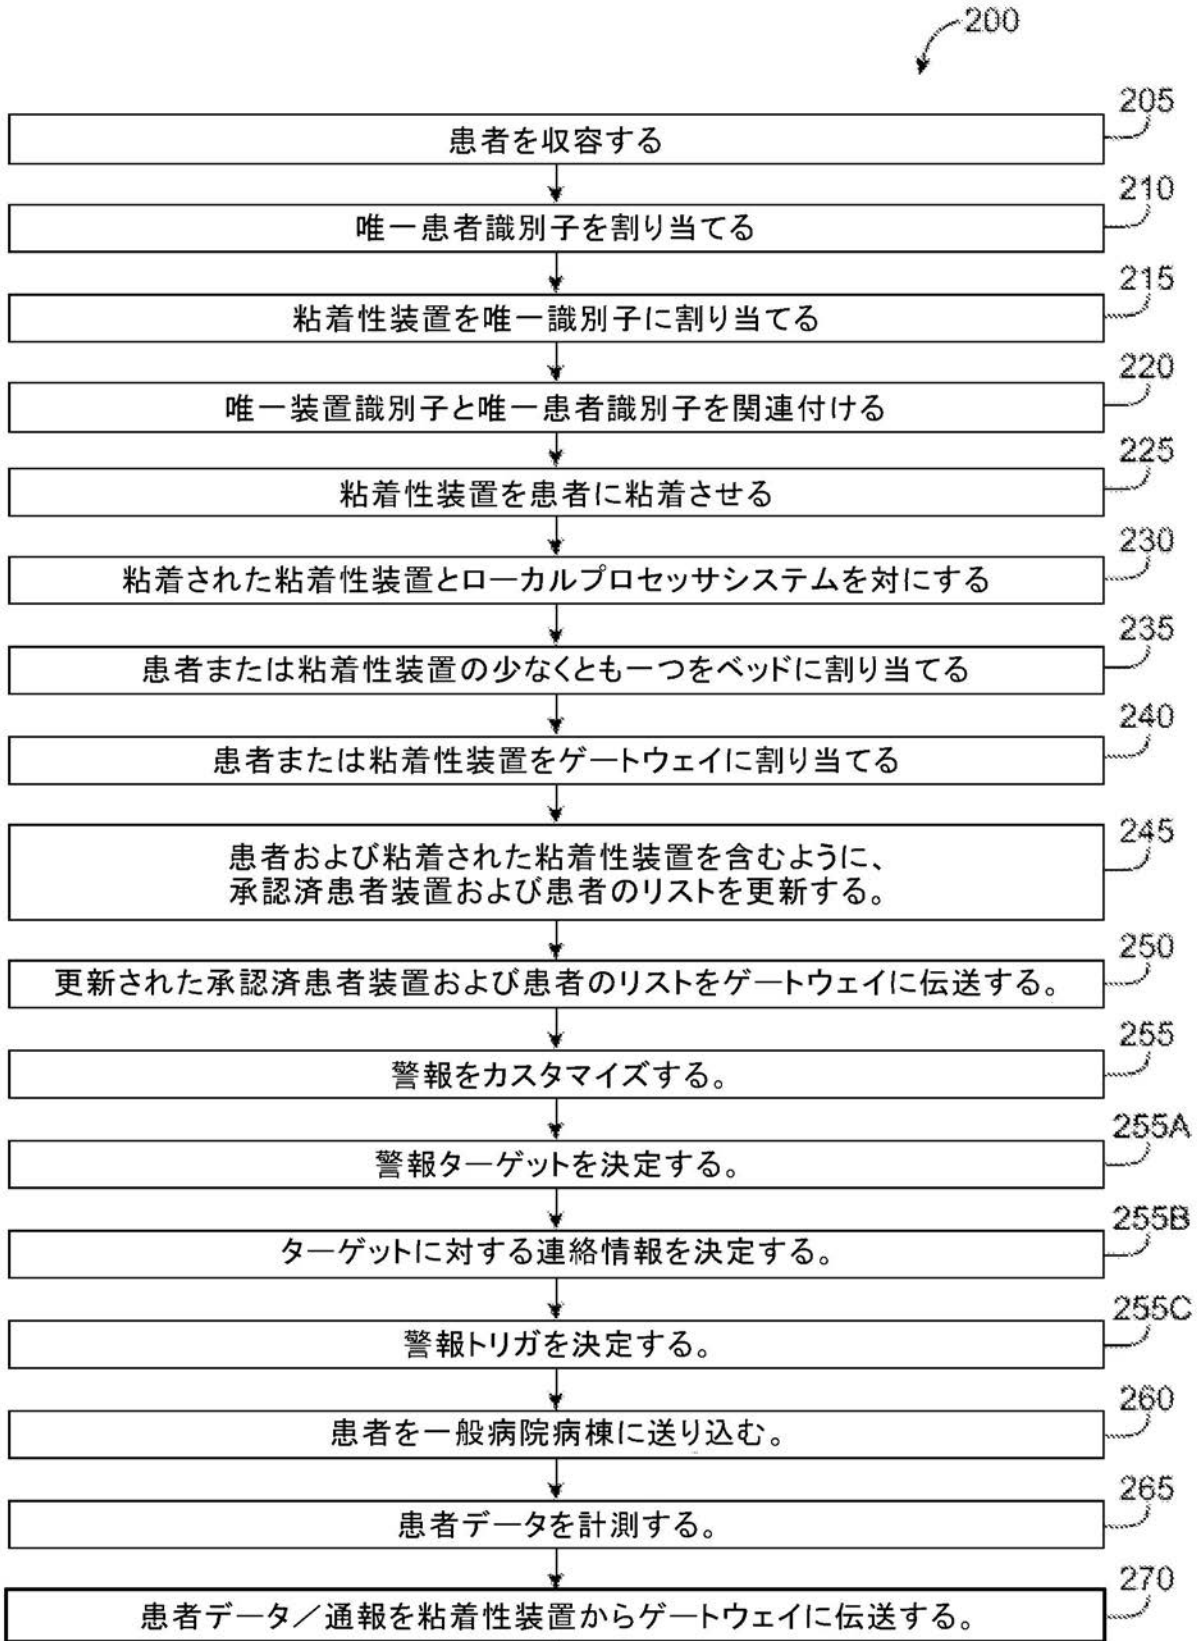 200
205
患者を収容する
210
唯一患者識別子を割り当てる
215
粘着性装置を唯一識別子に割り当てる
220
唯一装置識別子と唯一患者識別子を関連付ける
225
粘着性装置を患者に粘着させる
230
粘着された粘着性装置とローカルプロセッサシステムを対にする
235
患者または粘着性装置の少なくとも一つをベッドに割り当てる
240
患者または粘着性装置をゲートウェイに割り当てる
245
患者および粘着された粘着性装置を含むように、
承認済患者装置および患者のリストを更新する。
250
更新された承認済患者装置および患者のリストをゲートウェイに伝送する。
255
警報をカスタマイズする。
255A
警報ターゲットを決定する。
255B
ターゲットに対する連絡情報を決定する。
255C
警報トリガを決定する。
260
患者を一般病院病棟に送り込む。
265
患者データを計測する。
270
患者データ／通報を粘着性装置からゲートウェイに伝送する。